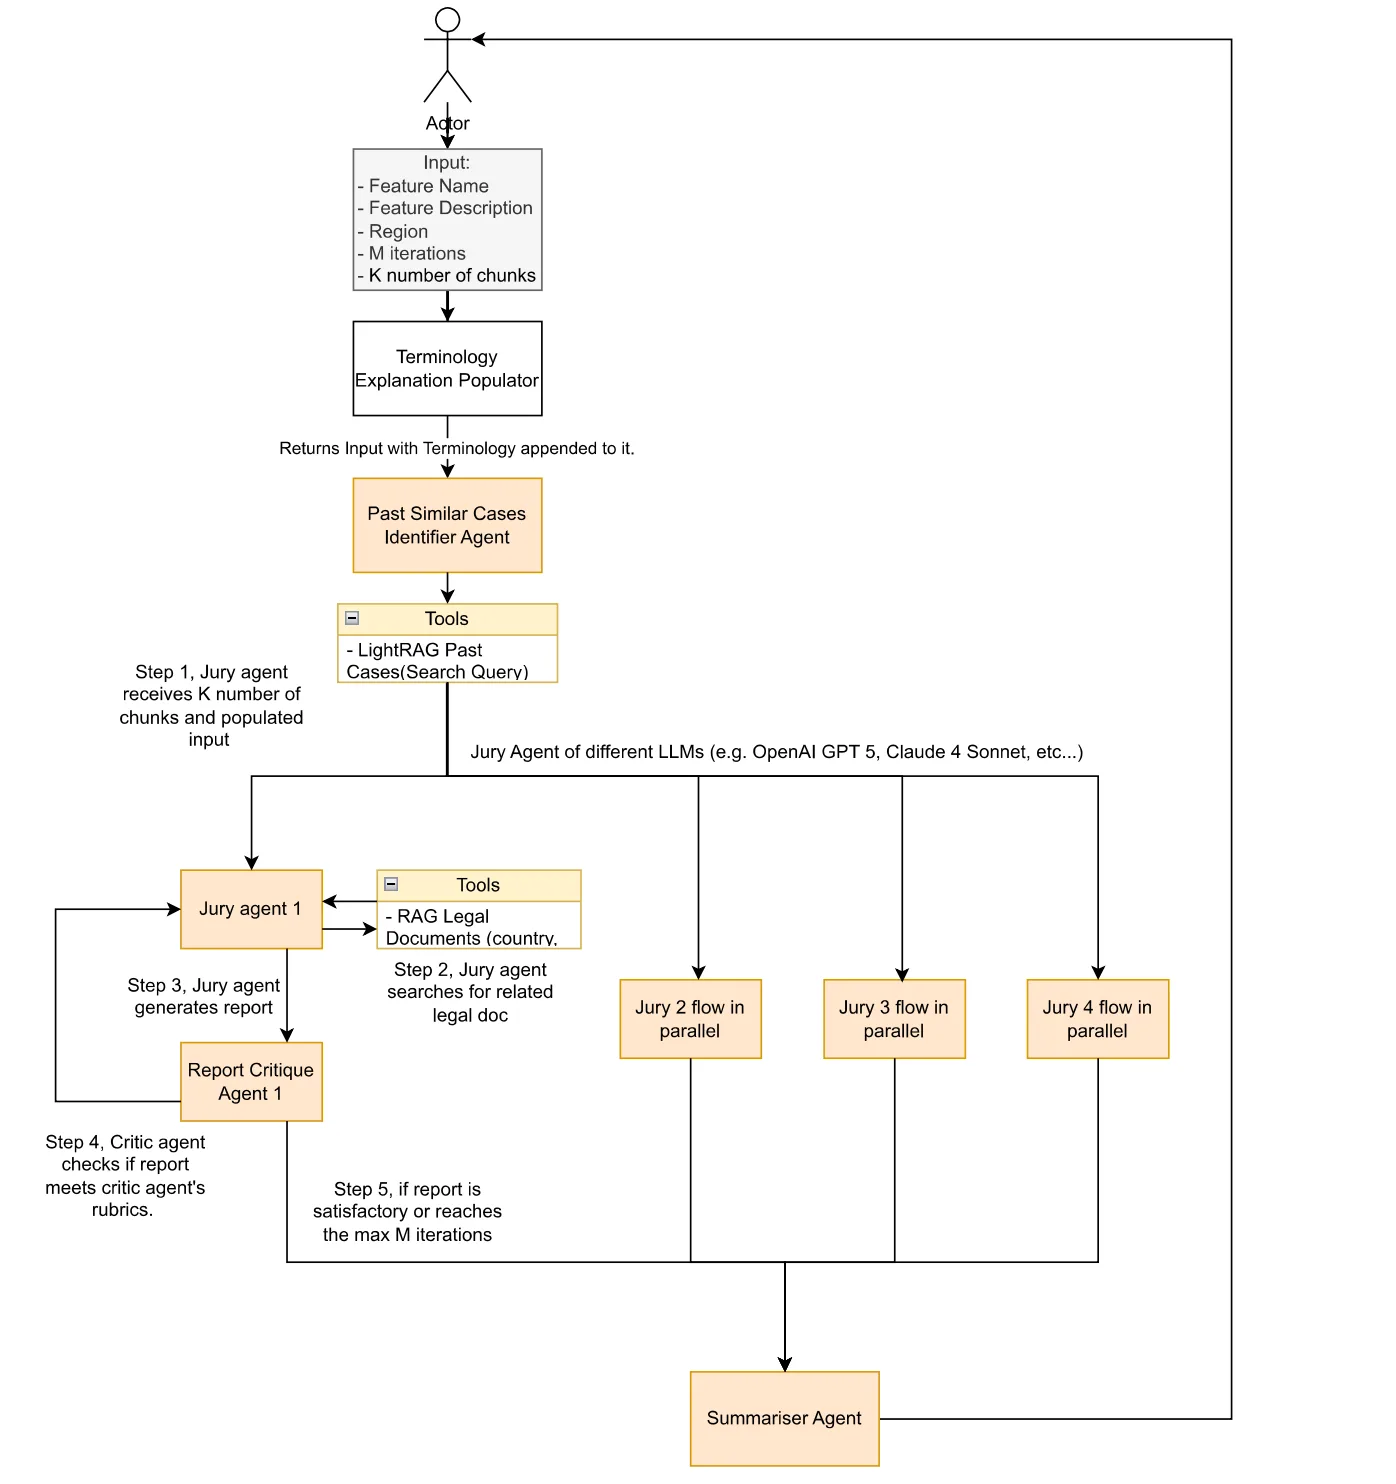 Actor
Input:
- Feature Name
- Feature Description
- Region
- M iterations
- K number of chunks
Terminology
Explanation Populator
Returns Input with Terminology appended to it.
Past Similar Cases
Identifier Agent
Tools
- LightRAG Past
Cases(Search Query)
Step 1, Jury agent
receives K number of
chunks and populated
input
Jury Agent of different LLMs (e.g. OpenAI GPT 5, Claude 4 Sonnet, etc...)
Jury agent 1
Tools
- RAG Legal
Documents (country,
Step 2, Jury agent
searches for related
legal doc
Step 3, Jury agent
generates report
Jury 2 flow in
parallel
Jury 3 flow in
parallel
Jury 4 flow in
parallel
Report Critique
Agent 1
Step 4, Critic agent
checks if report
meets critic agent's
rubrics.
Step 5, if report is
satisfactory or reaches
the max M iterations
Summariser Agent